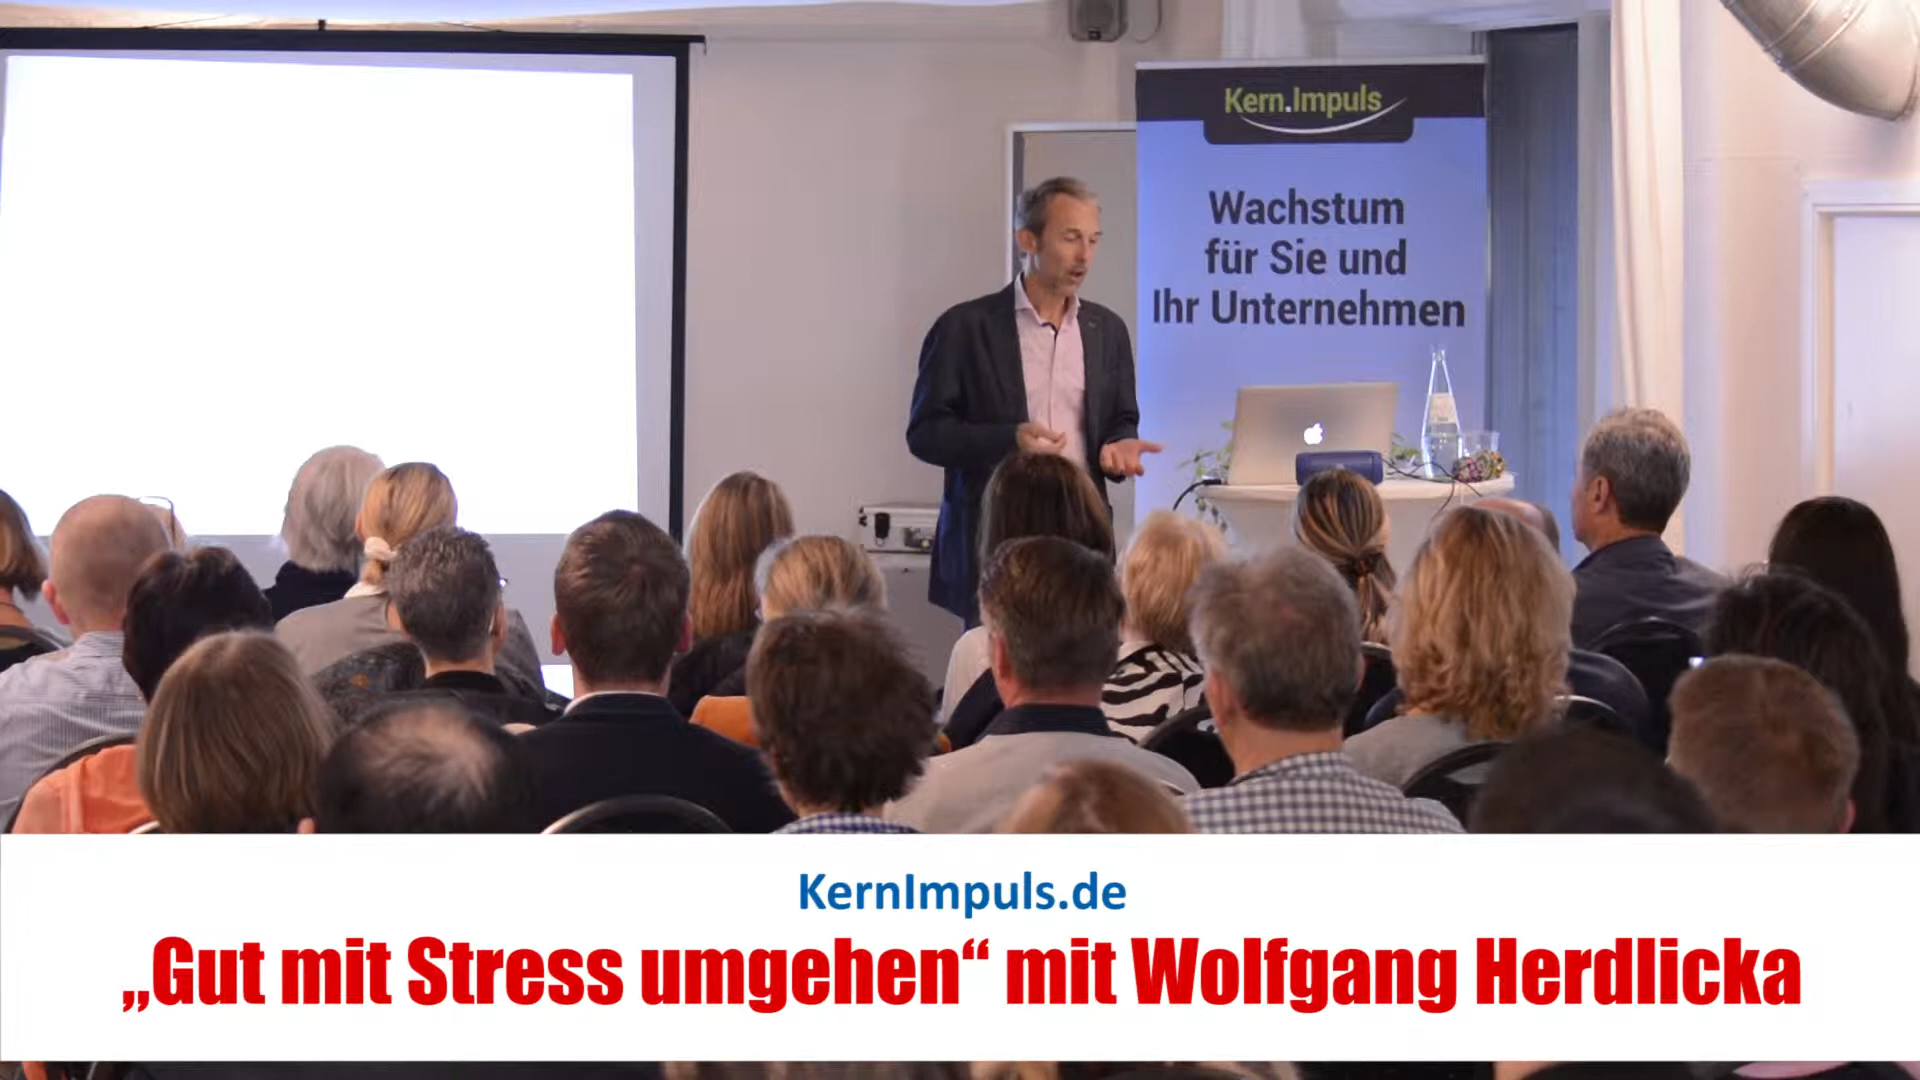 Kern.Impuls
Wachstum
für Sie und
Ihr Unternehmen
KernImpuls.de
„Gut mit Stress umgehen“ mit Wolfgang Herdlicka